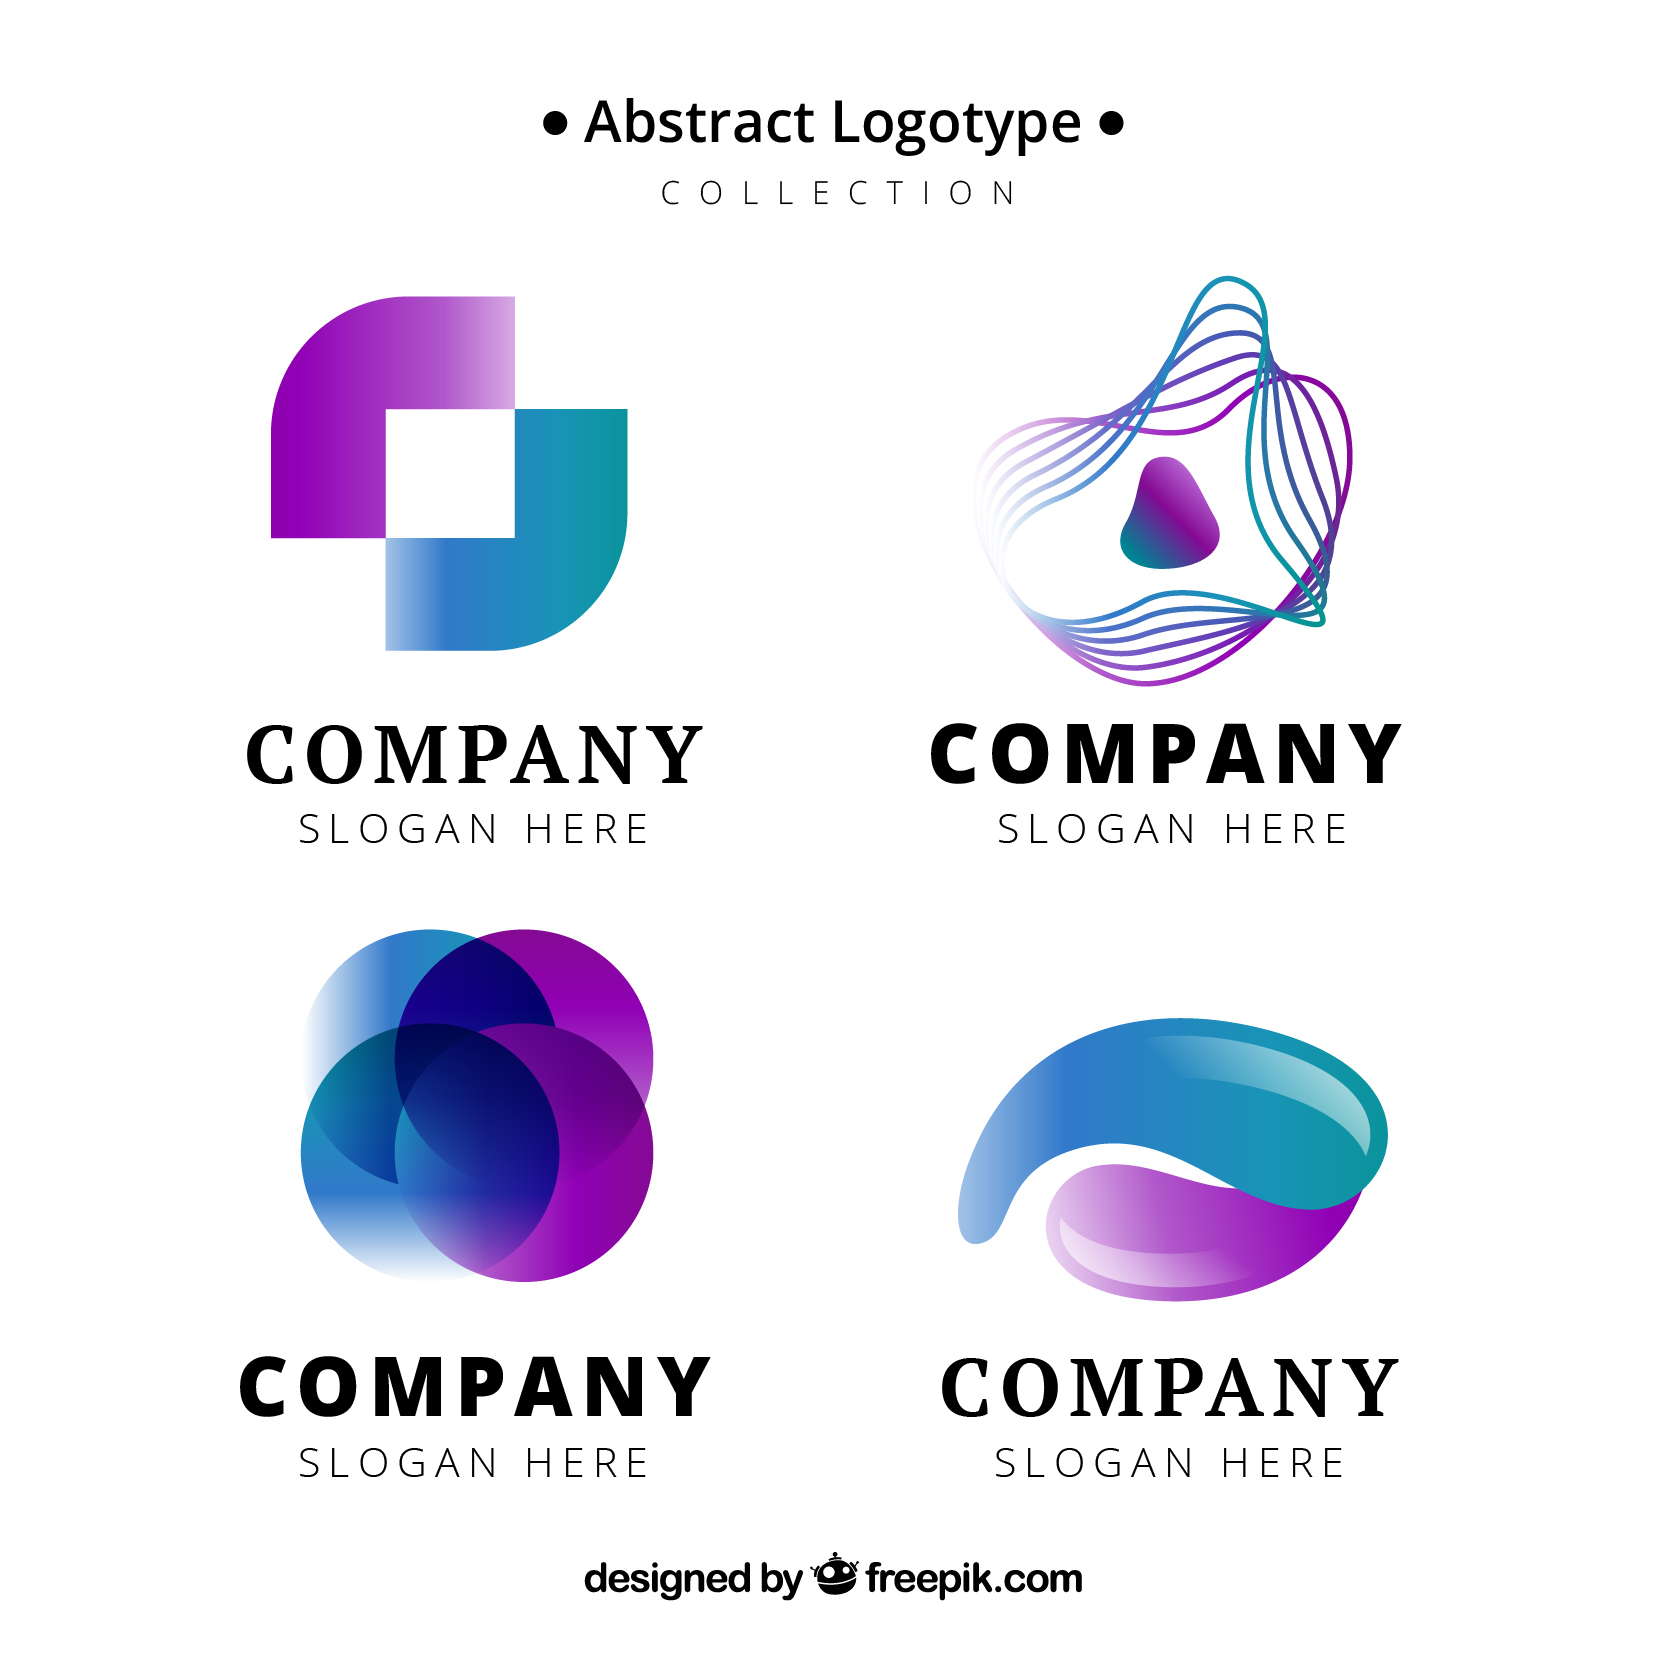 • Abstract Logotype •
COLLECTION
COMPANY
SLOGAN HERE
COMPANY
SLOGAN HERE
COMPANY
SLOGAN HERE
COMPANY
SLOGAN HERE
designed by freepik.com